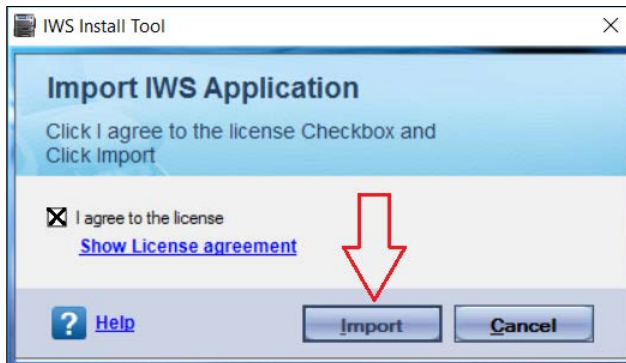 IWS Install Tool
Import IWS Application
Click I agree to the license Checkbox and
Click Import
I agree to the license
Show License agreement
? Help
Import
Cancel